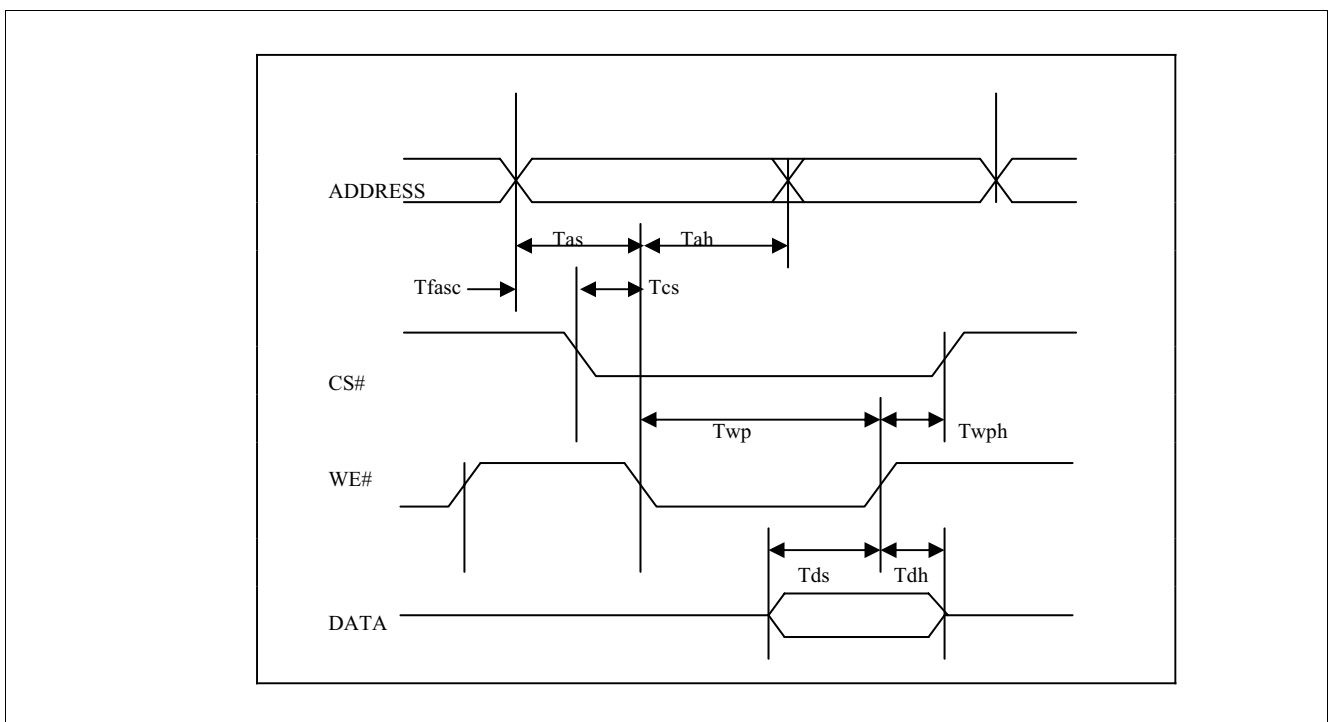 ADDRESS
Tas Tah
Tfasc Tcs
CS#
Twp Twph
WE#
Tds Tdh
DATA